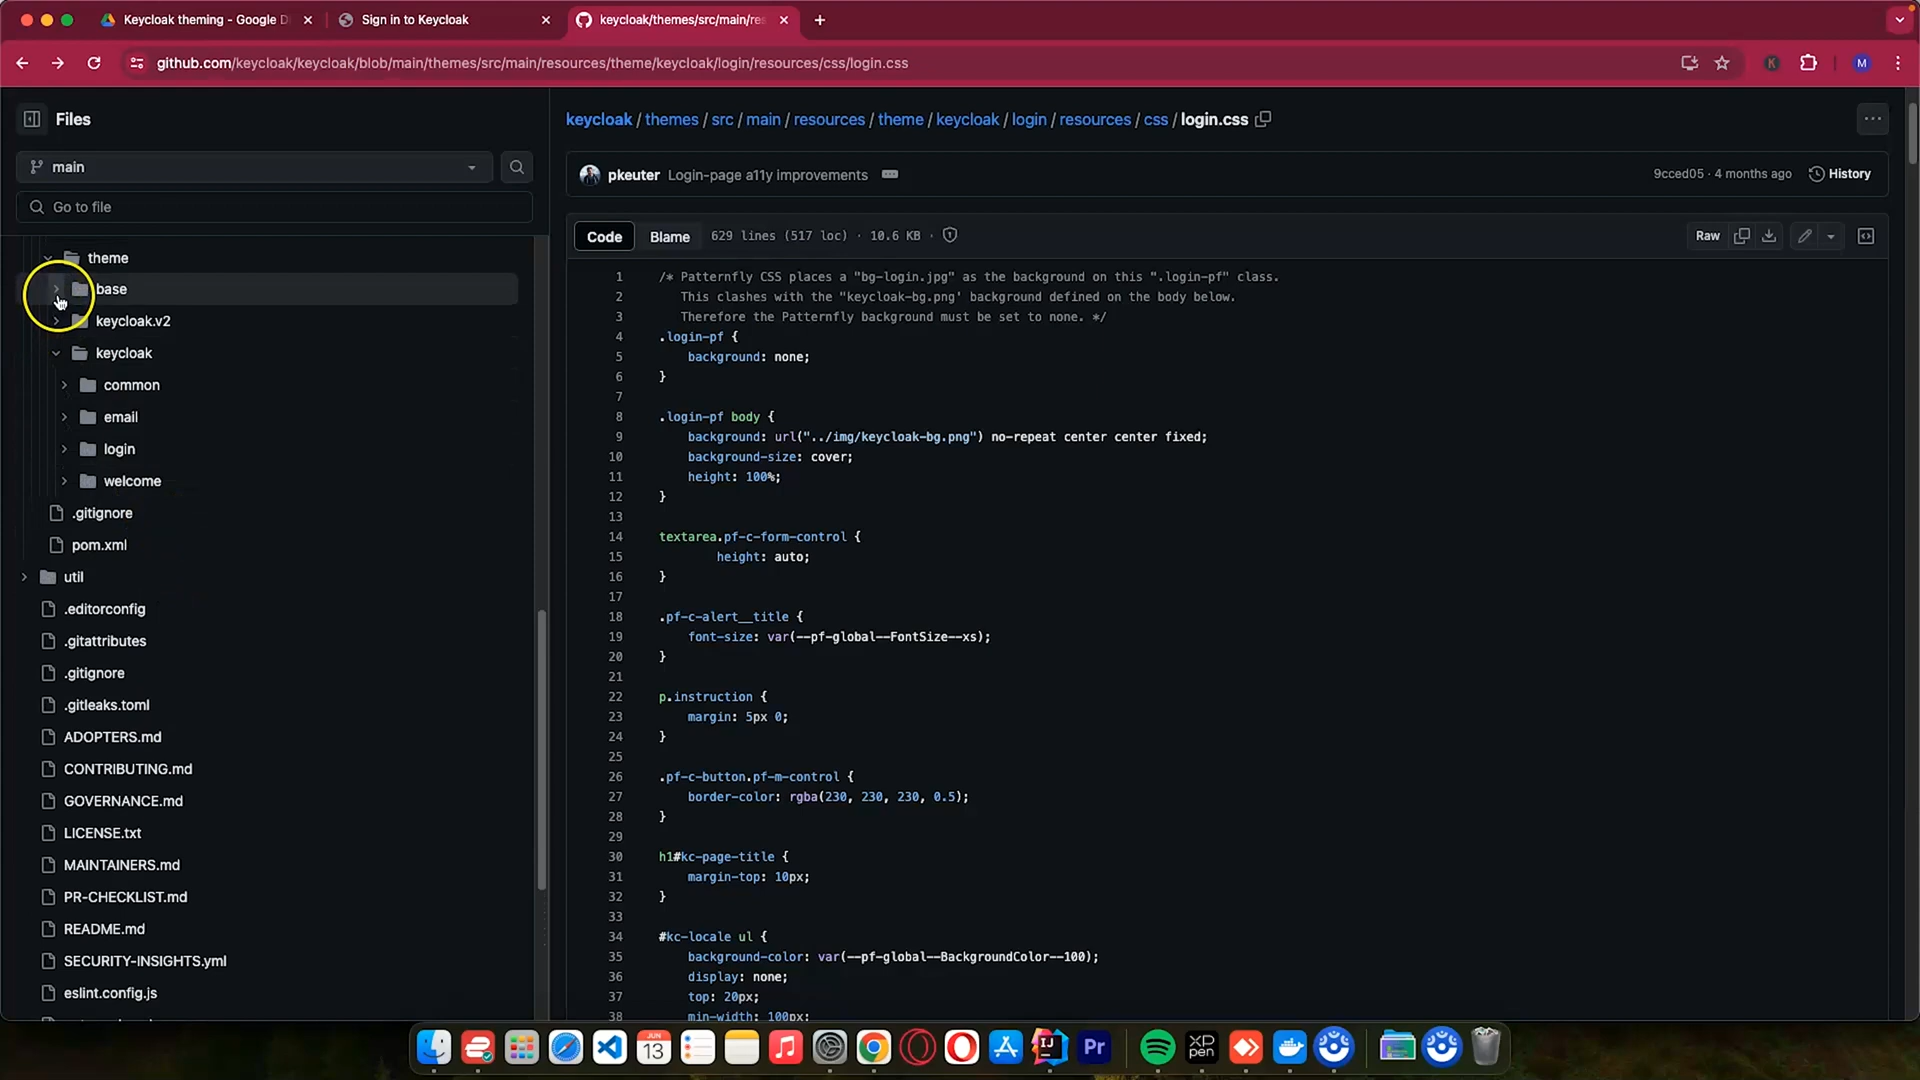 Keycloak theming - Google D
Sign in to Keycloak
keycloak/themes/src/main/res
github.com/keycloak/keycloak/blob/main/themes/src/main/resources/theme/keycloak/login/resources/css/login.css
K
M
Files
main
Go to file
theme
base
keycloak.v2
keycloak
common
email
login
welcome
.gitignore
pom.xml
util
.editorconfig
.gitattributes
.gitignore
.gitleaks.toml
ADOPTERS.md
CONTRIBUTING.md
GOVERNANCE.md
LICENSE.txt
MAINTAINERS.md
PR-CHECKLIST.md
README.md
SECURITY-INSIGHTS.yml
eslint.config.js
keycloak / themes / src / main / resources / theme / keycloak / login / resources / css / login.css
pkeuter Login-page a11y improvements
9cced05 · 4 months ago History
Code Blame 629 lines (517 loc) · 10.6 KB
Raw
1 /* Patternfly CSS places a "bg-login.jpg" as the background on this ".login-pf" class.
2 This clashes with the "keycloak-bg.png' background defined on the body below.
3 Therefore the Patternfly background must be set to none. */
4 .login-pf {
5 background: none;
6 }
7
8 .login-pf body {
9 background: url("../img/keycloak-bg.png") no-repeat center center fixed;
10 background-size: cover;
11 height: 100%;
12 }
13
14 textarea.pf-c-form-control {
15 height: auto;
16 }
17
18 .pf-c-alert__title {
19 font-size: var(--pf-global--FontSize--xs);
20 }
21
22 p.instruction {
23 margin: 5px 0;
24 }
25
26 .pf-c-button.pf-m-control {
27 border-color: rgba(230, 230, 230, 0.5);
28 }
29
30 h1#kc-page-title {
31 margin-top: 10px;
32 }
33
34 #kc-locale ul {
35 background-color: var(--pf-global--BackgroundColor--100);
36 display: none;
37 top: 20px;
38 min-width: 100px;
JUN
13
IJ
Pr
XP
pen